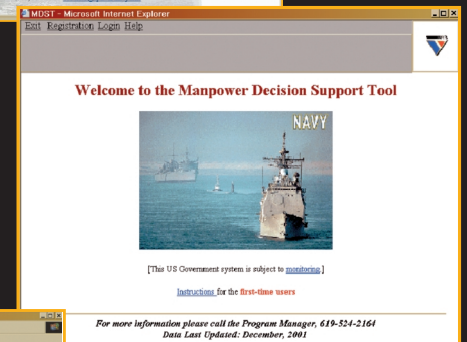 MDST - Microsoft Internet Explorer
Exit Registration Login Help
Welcome to the Manpower Decision Support Tool
NAVY
[This US Government system is subject to monitoring.]
Instructions for the first-time users
For more information please call the Program Manager, 619-524-2164
Data Last Updated: December, 2001